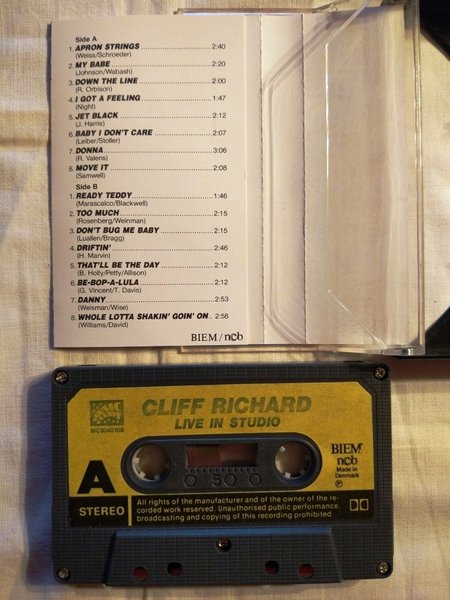 Side A
1. APRON STRINGS 2:40
(Weiss/Schroeder)
2. MY BABE 2:20
(Johnson/Wabash)
3. DOWN THE LINE 2:00
(R. Orbison)
4. I GOT A FEELING 1:47
(Night)
5. JET BLACK 2:12
(J. Harris)
6. BABY I DON'T CARE 2:07
(Leiber/Stoller)
7. DONNA 3:06
(R. Valens)
8. MOVE IT 2:08
(Samwell)
Side B
1. READY TEDDY 1:46
(Marascalco/Blackwell)
2. TOO MUCH 2:15
(Rosenberg/Weinman)
3. DON'T BUG ME BABY 2:15
(Luallen/Bragg)
4. DRIFTIN' 2:46
(H. Marvin)
5. THAT'LL BE THE DAY 2:12
(B. Holly/Petty/Allison)
6. BE-BOP-A-LULA 2:12
(G. Vincent/T. Davis)
7. DANNY 2:53
(Weisman/Wise)
8. WHOLE LOTTA SHAKIN' GOIN' ON 2:58
(Williams/David)
BIEM/ncb
CLIFF RICHARD
LIVE IN STUDIO
MC1040199
A
STEREO
0 50 0
BIEM
ncb
Made in
Denmark
℗
All rights of the manufacturer and of the owner of the re-
corded work reserved. Unauthorised public performance,
broadcasting and copying of this recording prohibited.